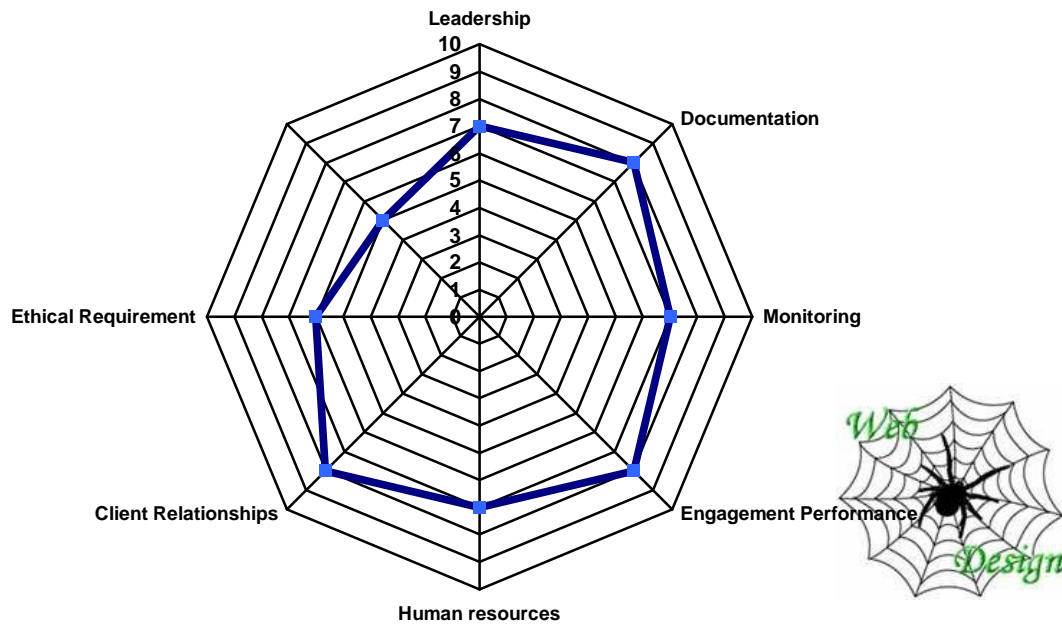 Leadership
10
9
8
7
6
5
4
3
2
1
0
Documentation
Monitoring
Engagement Performance
Human resources
Client Relationships
Ethical Requirement
Web
Design